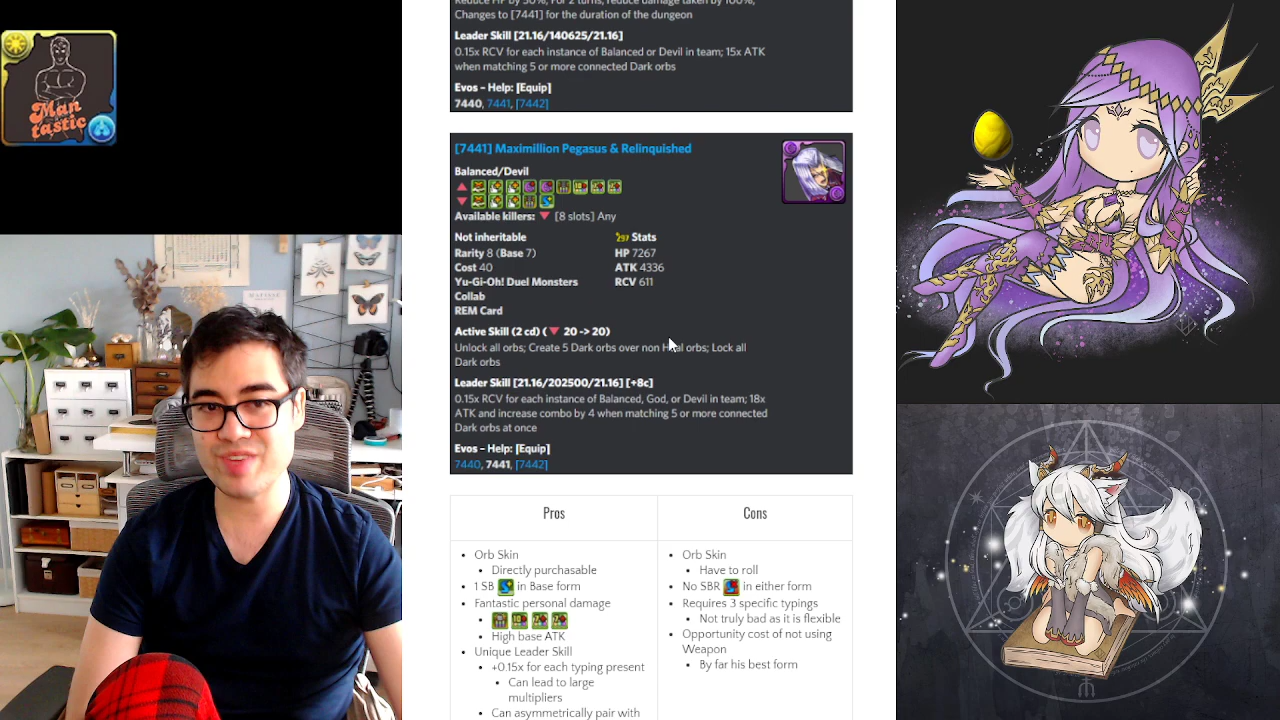 Man
tastic
Reduce HP by 50%; For 2 turns, reduce damage taken by 100%;
Changes to [7441] for the duration of the dungeon
Leader Skill [21.16/140625/21.16]
0.15x RCV for each instance of Balanced or Devil in team; 15x ATK
when matching 5 or more connected Dark orbs
Evos – Help: [Equip]
7440, 7441, [7442]
[7441] Maximillion Pegasus & Relinquished
Balanced/Devil
Available killers: [8 slots] Any
Not inheritable
Rarity 8 (Base 7)
Cost 40
Yu-Gi-Oh! Duel Monsters
Collab
REM Card
297 Stats
HP 7267
ATK 4336
RCV 611
Active Skill (2 cd) ( 20 -> 20)
Unlock all orbs; Create 5 Dark orbs over non orbs; Lock all
Dark orbs
Leader Skill [21.16/202500/21.16] [+8c]
0.15x RCV for each instance of Balanced, God, or Devil in team; 18x
ATK and increase combo by 4 when matching 5 or more connected
Dark orbs at once
Evos – Help: [Equip]
7440, 7441, [7442]
Pros
• Orb Skin
• Directly purchasable
• 1 SB in Base form
• Fantastic personal damage
• High base ATK
• Unique Leader Skill
• +0.15x for each typing present
• Can lead to large
multipliers
• Can asymmetrically pair with
Cons
• Orb Skin
• Have to roll
• No SBR in either form
• Requires 3 specific typings
• Not truly bad as it is flexible
• Opportunity cost of not using
Weapon
• By far his best form